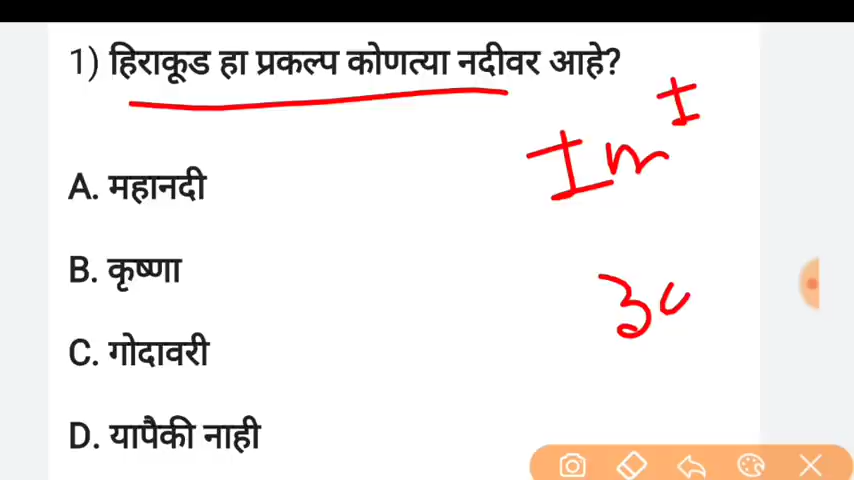 1) हिराकूड हा प्रकल्प कोणत्या नदीवर आहे?
A. महानदी
B. कृष्णा
C. गोदावरी
D. यापैकी नाही